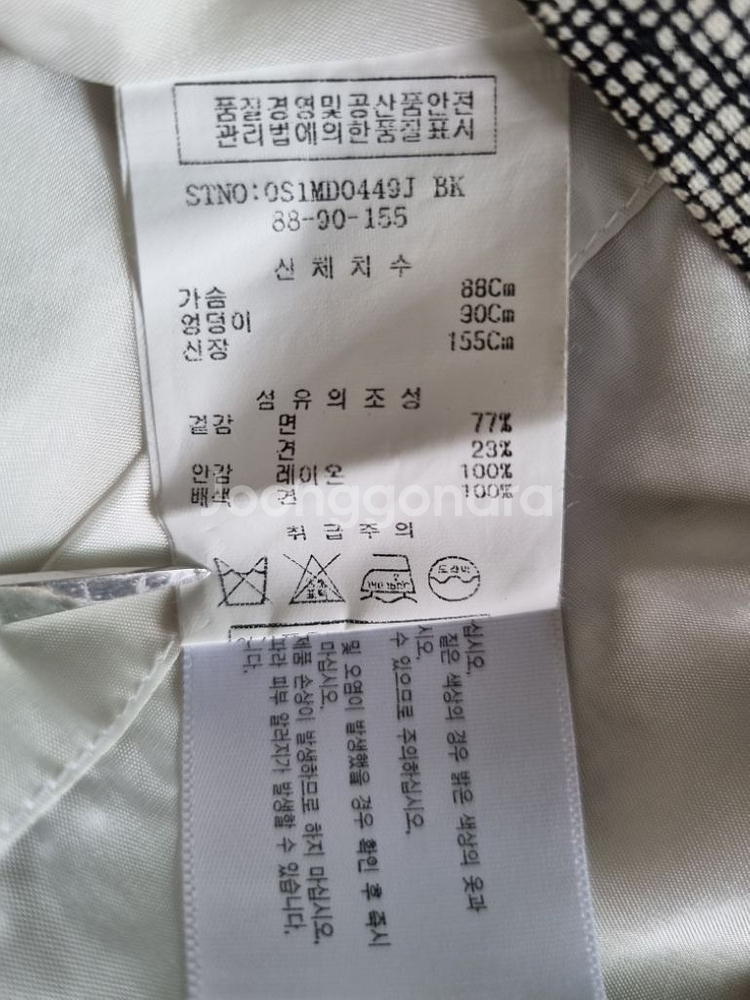 품질경영및공산품안전
관리법에의한품질표시
STNO:0S1MD0449J BK
88-90-155
신 체 치 수
가슴 88Cm
엉덩이 90Cm
신장 155Cm
섬 유 의 조 성
겉감 면 77%
견 23%
안감 레이온 100%
배색 견 100%
Joonggonara
취 급 주 의
드라이
십시오.
짙은 색상의 경우 밝은 색상의 옷과
수 있으므로 주의하십시오.
및 오염이 발생했을 경우 확인 후 즉시
마십시오.
제품 손상이 발생하므로 하지 마십시오.
따라 피부 알러지가 발생할 수 있습니다.
니다.